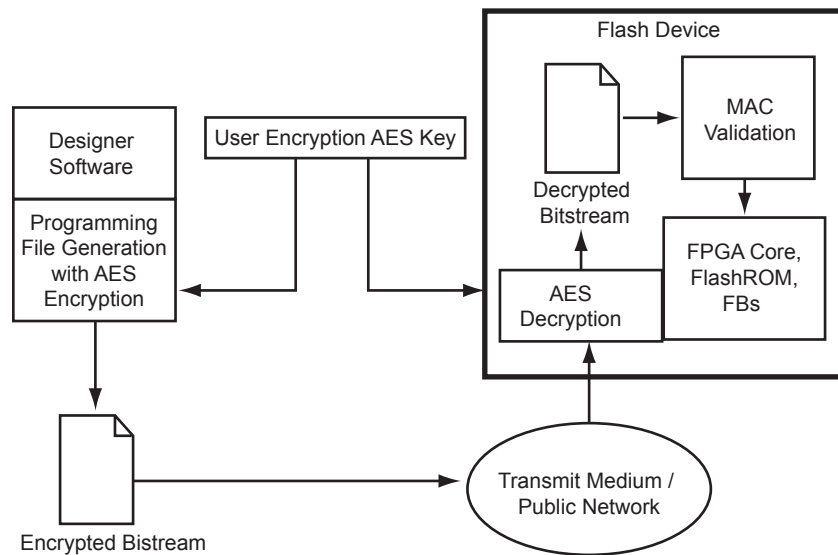 Flash Device
Designer
Software
Programming
File Generation
with AES
Encryption
User Encryption AES Key
Decrypted
Bitstream
MAC
Validation
FPGA Core,
FlashROM,
FBs
AES
Decryption
Encrypted Bistream
Transmit Medium /
Public Network